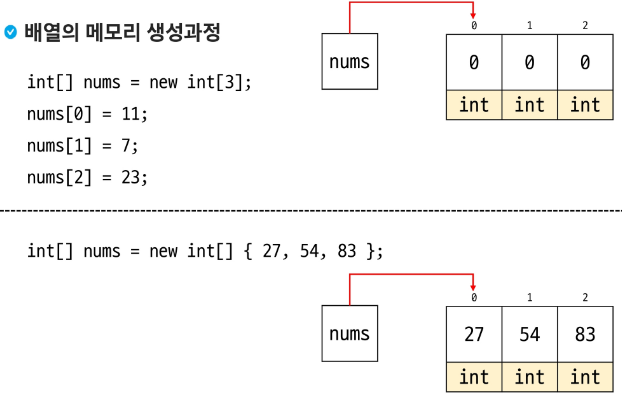 배열의 메모리 생성과정
int[] nums = new int[3];
nums[0] = 11;
nums[1] = 7;
nums[2] = 23;
nums
0 1 2
0 0 0
int int int
int[] nums = new int[] { 27, 54, 83 };
nums
0 1 2
27 54 83
int int int